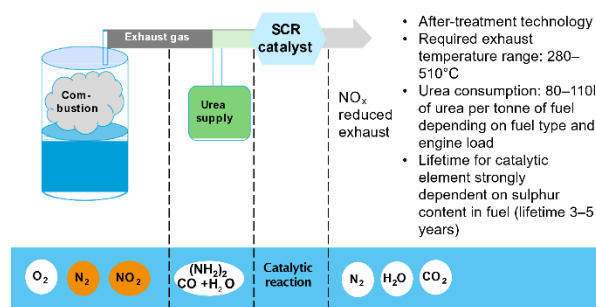 Exhaust gas
SCR
catalyst
Com-
bustion
Urea
supply
NOx
reduced
exhaust
• After-treatment technology
• Required exhaust
temperature range: 280–
510°C
• Urea consumption: 80–110l
of urea per tonne of fuel
depending on fuel type and
engine load
• Lifetime for catalytic
element strongly
dependent on sulphur
content in fuel (lifetime 3–5
years)
O2
N2
NO2
(NH2)2
CO +H2O
Catalytic
reaction
N2
H2O
CO2